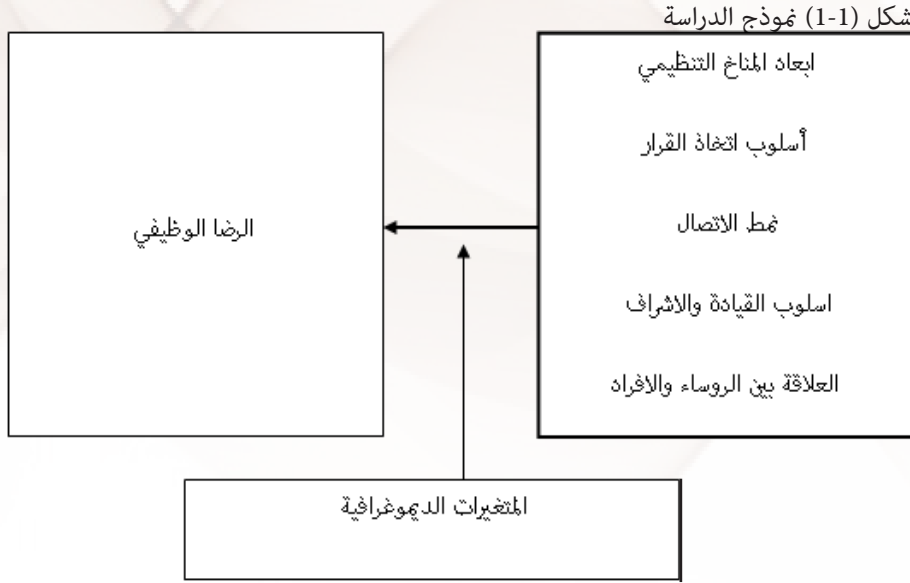 شكل (1-1) نموذج الدراسة
ابعاد المناخ التنظيمي
أسلوب اتخاذ القرار
نمط الاتصال
اسلوب القيادة والاشراف
العلاقة بين الروساء والافراد
الرضا الوظيفي
المتغيرات الديموغرافية